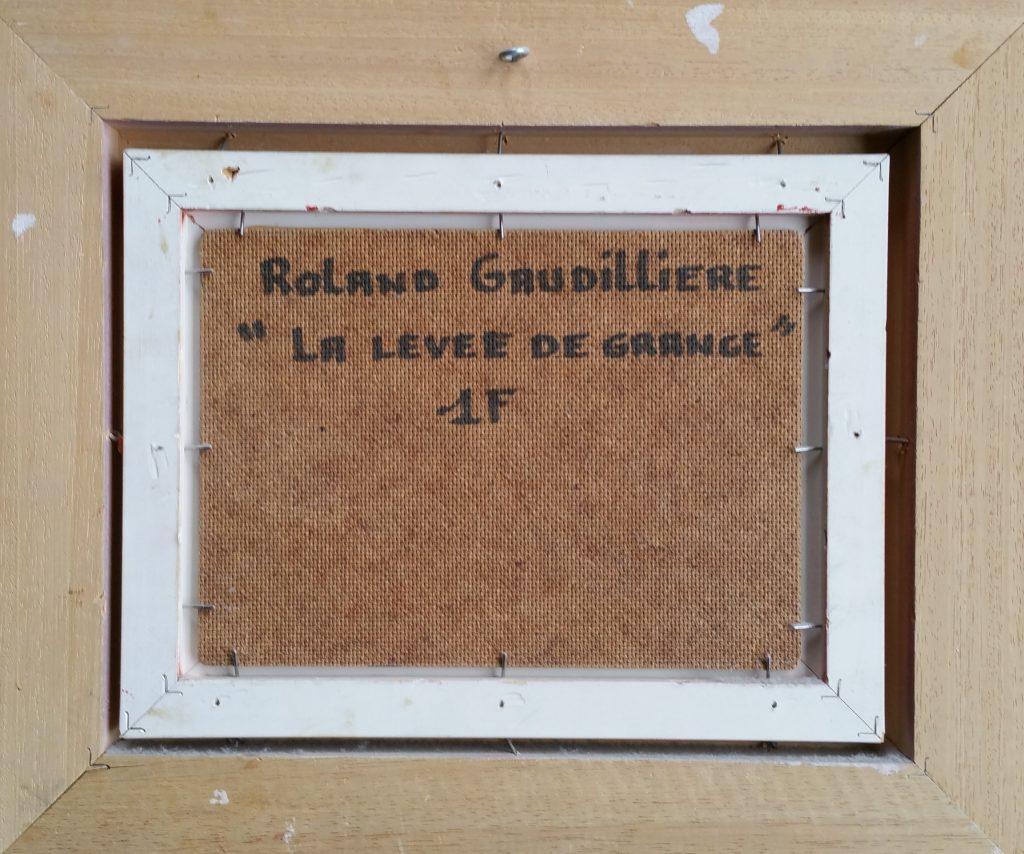 Roland Gaudilliere
" La levee de grange "
1F